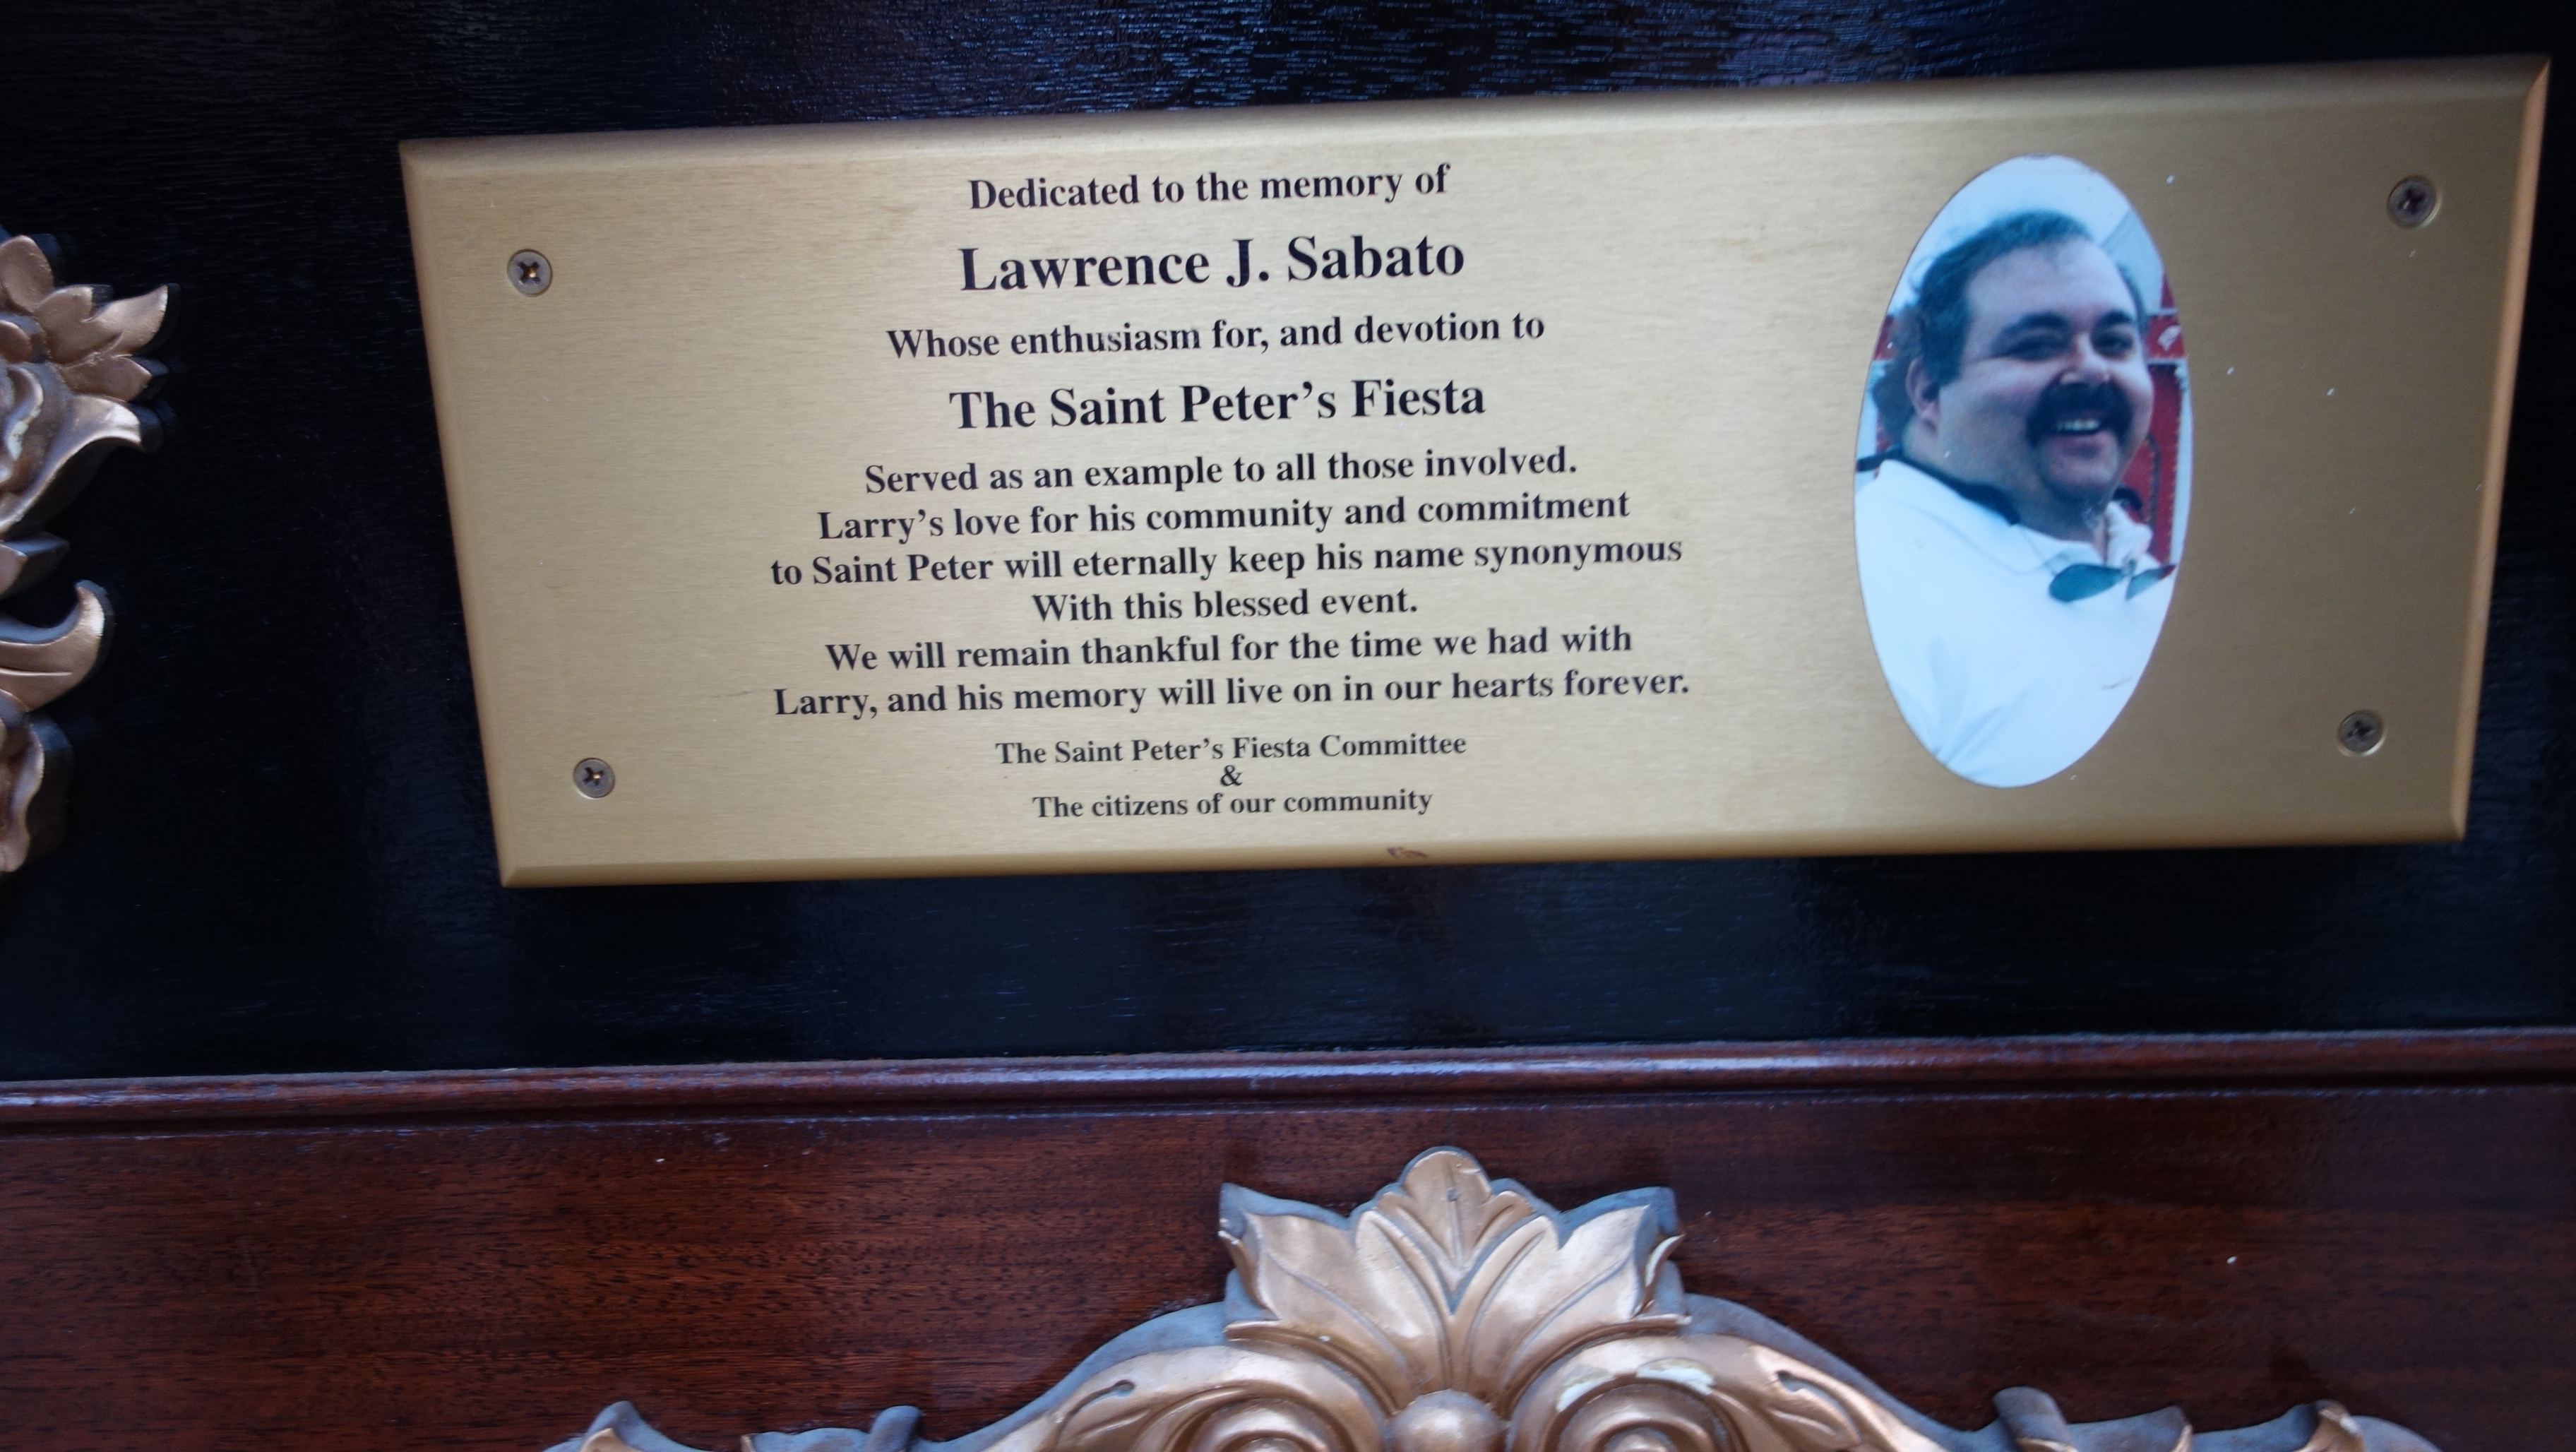 Dedicated to the memory of
Lawrence J. Sabato
Whose enthusiasm for, and devotion to
The Saint Peter's Fiesta
Served as an example to all those involved.
Larry's love for his community and commitment
to Saint Peter will eternally keep his name synonymous
With this blessed event.
We will remain thankful for the time we had with
Larry, and his memory will live on in our hearts forever.
The Saint Peter's Fiesta Committee
&
The citizens of our community